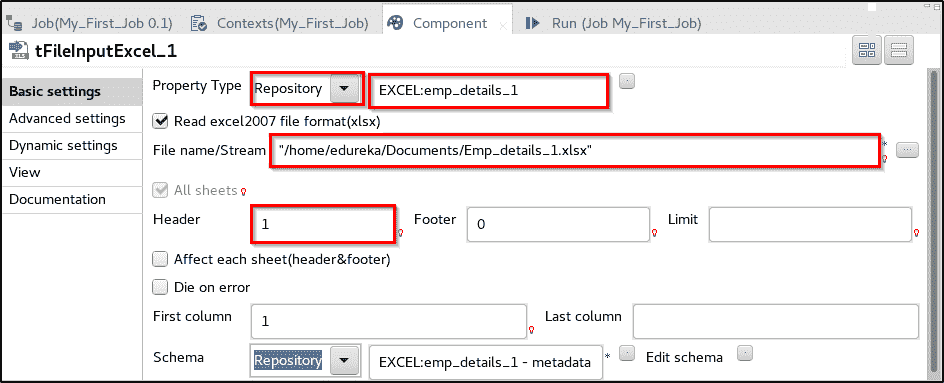 Job(My_First_Job 0.1) Contexts(My_First_Job) Component Run (Job My_First_Job)
tFileInputExcel_1
Basic settings
Advanced settings
Dynamic settings
View
Documentation
Property Type Repository EXCEL:emp_details_1
Read excel2007 file format(xlsx)
File name/Stream "/home/edureka/Documents/Emp_details_1.xlsx" * ...
All sheets
Header 1 Footer 0 Limit
Affect each sheet(header&footer)
Die on error
First column 1 Last column
Schema Repository EXCEL:emp_details_1 - metadata * Edit schema